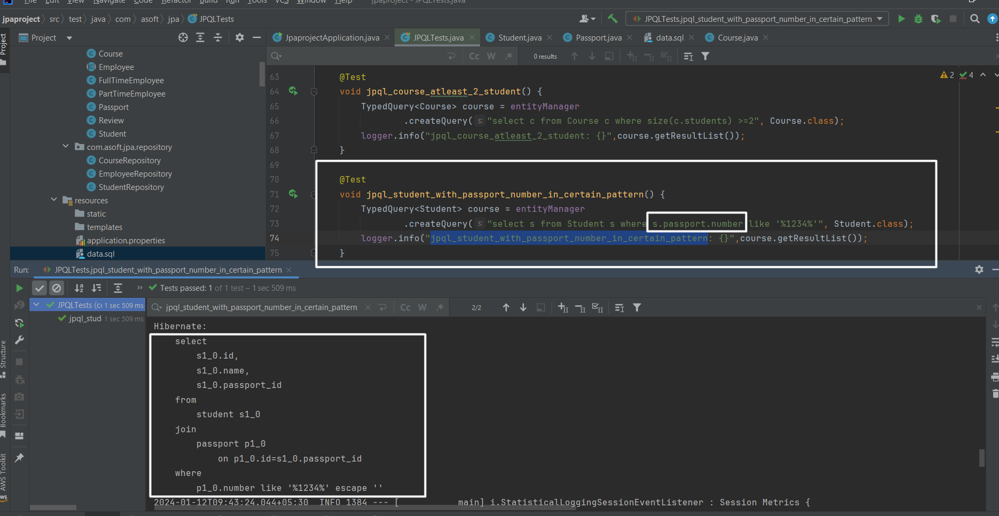 File Edit View Navigate Code Refactor Build Run Tools VCS Window Help jpaproject - JPQLTests.java
jpaproject 〉 src 〉 test 〉 java 〉 com 〉 asoft 〉 jpa 〉 JPQLTests
JPQLTests.jpql_student_with_passport_number_in_certain_pattern
Project
Project
JpaprojectApplication.java
JPQLTests.java
Student.java
Passport.java
data.sql
Course.java
Course
Employee
FullTimeEmployee
PartTimeEmployee
Passport
Review
Student
com.asoft.jpa.repository
CourseRepository
EmployeeRepository
StudentRepository
resources
static
templates
application.properties
data.sql
Cc W .* 0 results
2 4
63 @Test
64 void jpql_course_atleast_2_student() {
65 TypedQuery<Course> course = entityManager
66 .createQuery( s: "select c from Course c where size(c.students) >=2", Course.class);
67 logger.info("jpql_course_atleast_2_student: {}",course.getResultList());
68 }
69
70 @Test
71 void jpql_student_with_passport_number_in_certain_pattern() {
72 TypedQuery<Student> course = entityManager
73 .createQuery( s: "select s from Student s where s.passport.number like '%1234%'", Student.class);
74 logger.info("jpql_student_with_passport_number_in_certain_pattern: {}",course.getResultList());
75 }
Run: JPQLTests.jpql_student_with_passport_number_in_certain_pattern
Tests passed: 1 of 1 test – 1 sec 509 ms
JPQLTests (co 1 sec 509 ms
jpql_stud 1 sec 509 ms
jpql_student_with_passport_number_in_certain_pattern
Cc W .* 2/2
Hibernate:
select
s1_0.id,
s1_0.name,
s1_0.passport_id
from
student s1_0
join
passport p1_0
on p1_0.id=s1_0.passport_id
where
p1_0.number like '%1234%' escape ''
2024-01-12T09:43:24.044+05:30 INFO 1384 --- [ main] i.StatisticalLoggingSessionEventListener : Session Metrics {
Structure
Bookmarks
AWS Toolkit